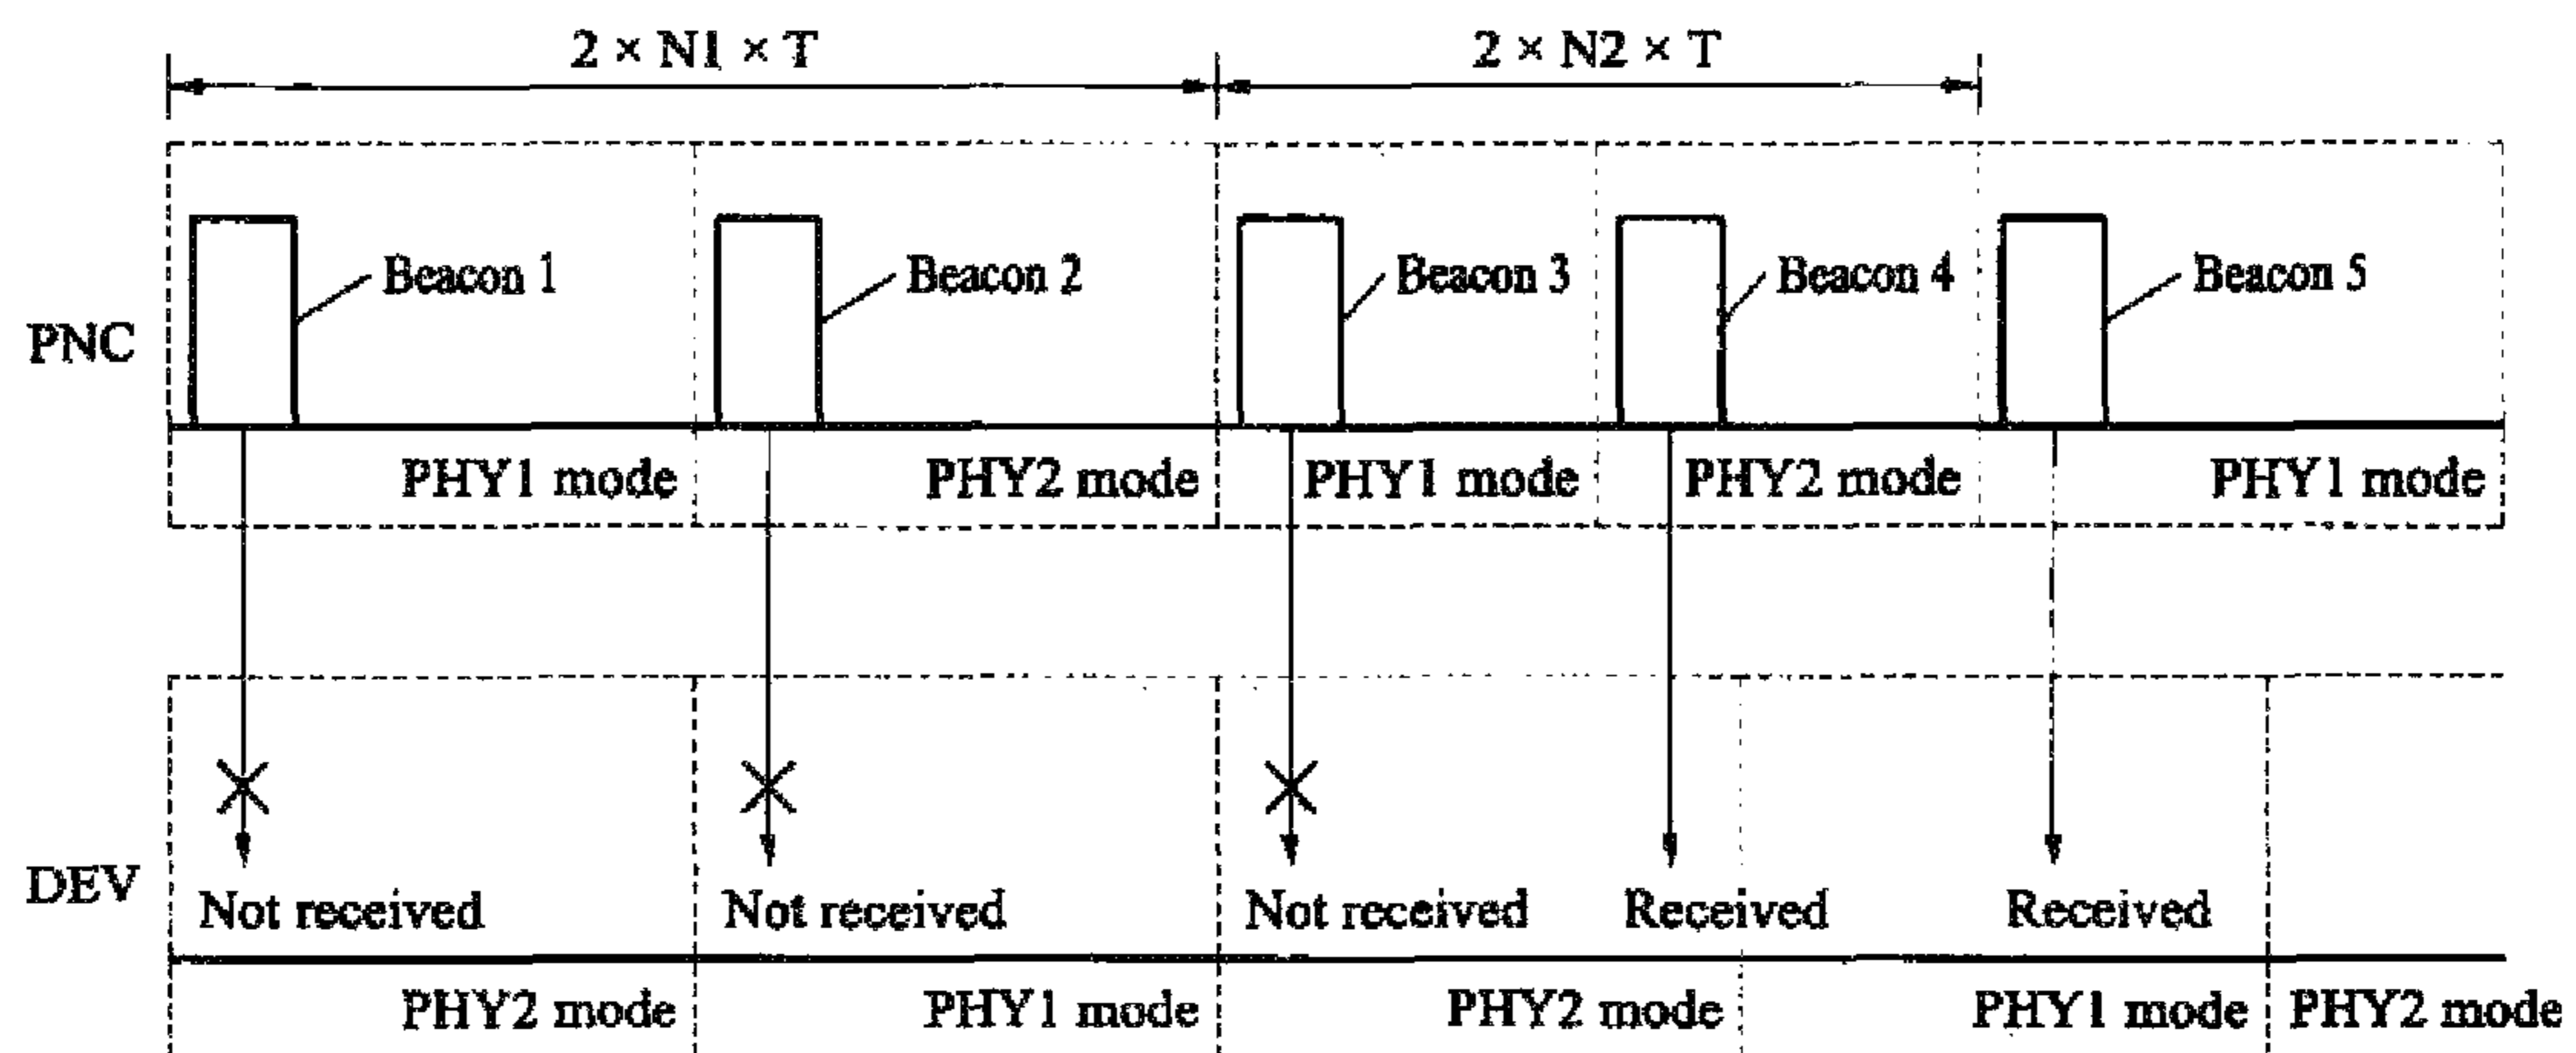 2 × N1 × T 2 × N2 × T
Beacon 1 Beacon 2 Beacon 3 Beacon 4 Beacon 5
PNC
PHY1 mode PHY2 mode PHY1 mode PHY2 mode PHY1 mode
DEV
Not received Not received Not received Received Received
PHY2 mode PHY1 mode PHY2 mode PHY1 mode PHY2 mode